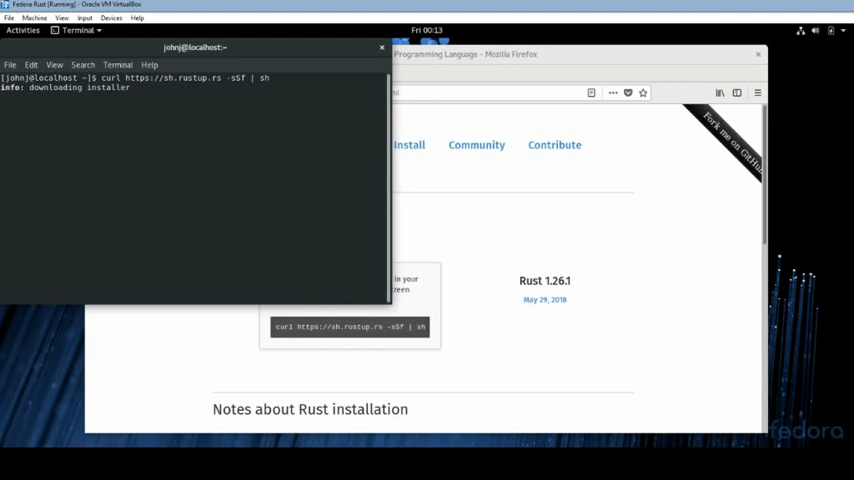 Fedora Rust [Running] - Oracle VM VirtualBox
File Machine View Input Devices Help
Activities Terminal Fri 00:13
johnj@localhost:~
Programming Language - Mozilla Firefox
File Edit View Search Terminal Help
[johnj@localhost ~]$ curl https://sh.rustup.rs -sSf | sh
info: downloading installer
ml
Install Community Contribute
Fork me on GitHub
in your
creen
Rust 1.26.1
May 29, 2018
curl https://sh.rustup.rs -sSf | sh
Notes about Rust installation
fedora